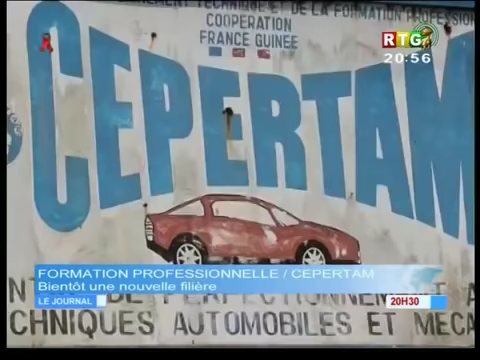 TECHNIQUE ET DE LA FORMATION PROFESSION
COOPERATION
FRANCE GUINEE
RTG
20:56
CEPERTAM
FORMATION PROFESSIONNELLE / CEPERTAM
Bientôt une nouvelle filière
LE JOURNAL
20H30
PERFECTIONNEMENT A
CHNIQUES AUTOMOBILES ET MECA